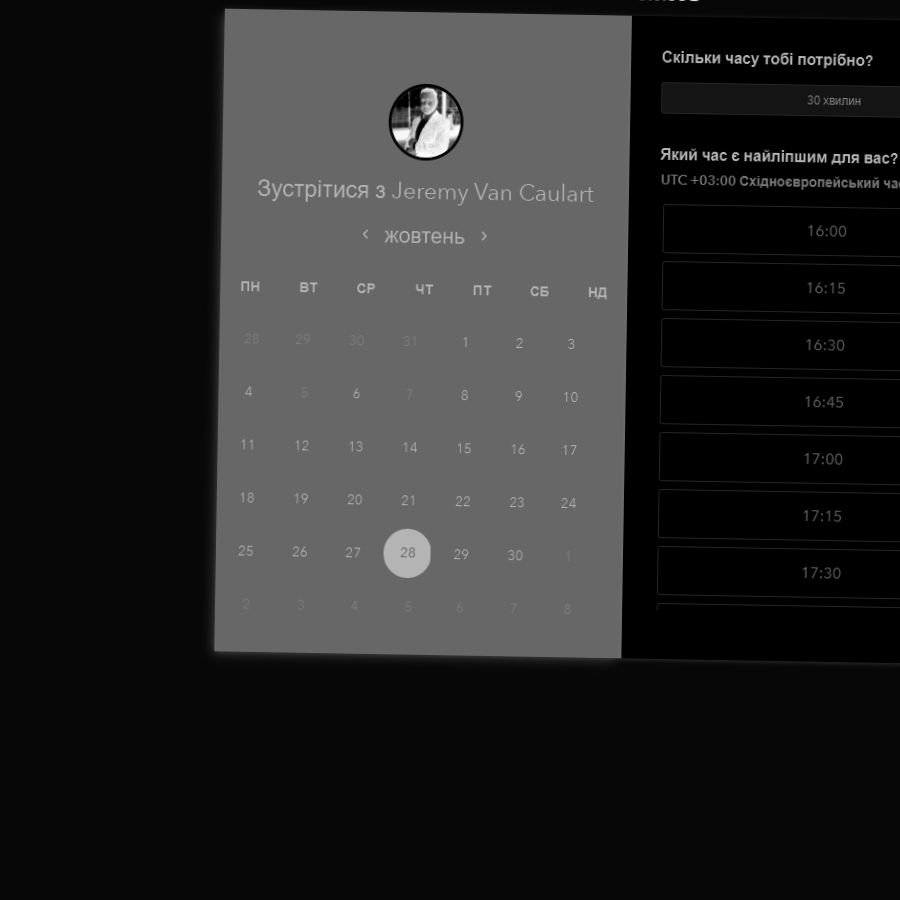 Зустрітися з Jeremy Van Caulart
жовтень
ПН ВТ СР ЧТ ПТ СБ НД
28 29 30 31 1 2 3
4 5 6 7 8 9 10
11 12 13 14 15 16 17
18 19 20 21 22 23 24
25 26 27 28 29 30 1
2 3 4 5 6 7 8
Скільки часу тобі потрібно?
30 хвилин
Який час є найліпшим для вас?
UTC +03:00 Східноєвропейський
16:00
16:15
16:30
16:45
17:00
17:15
17:30